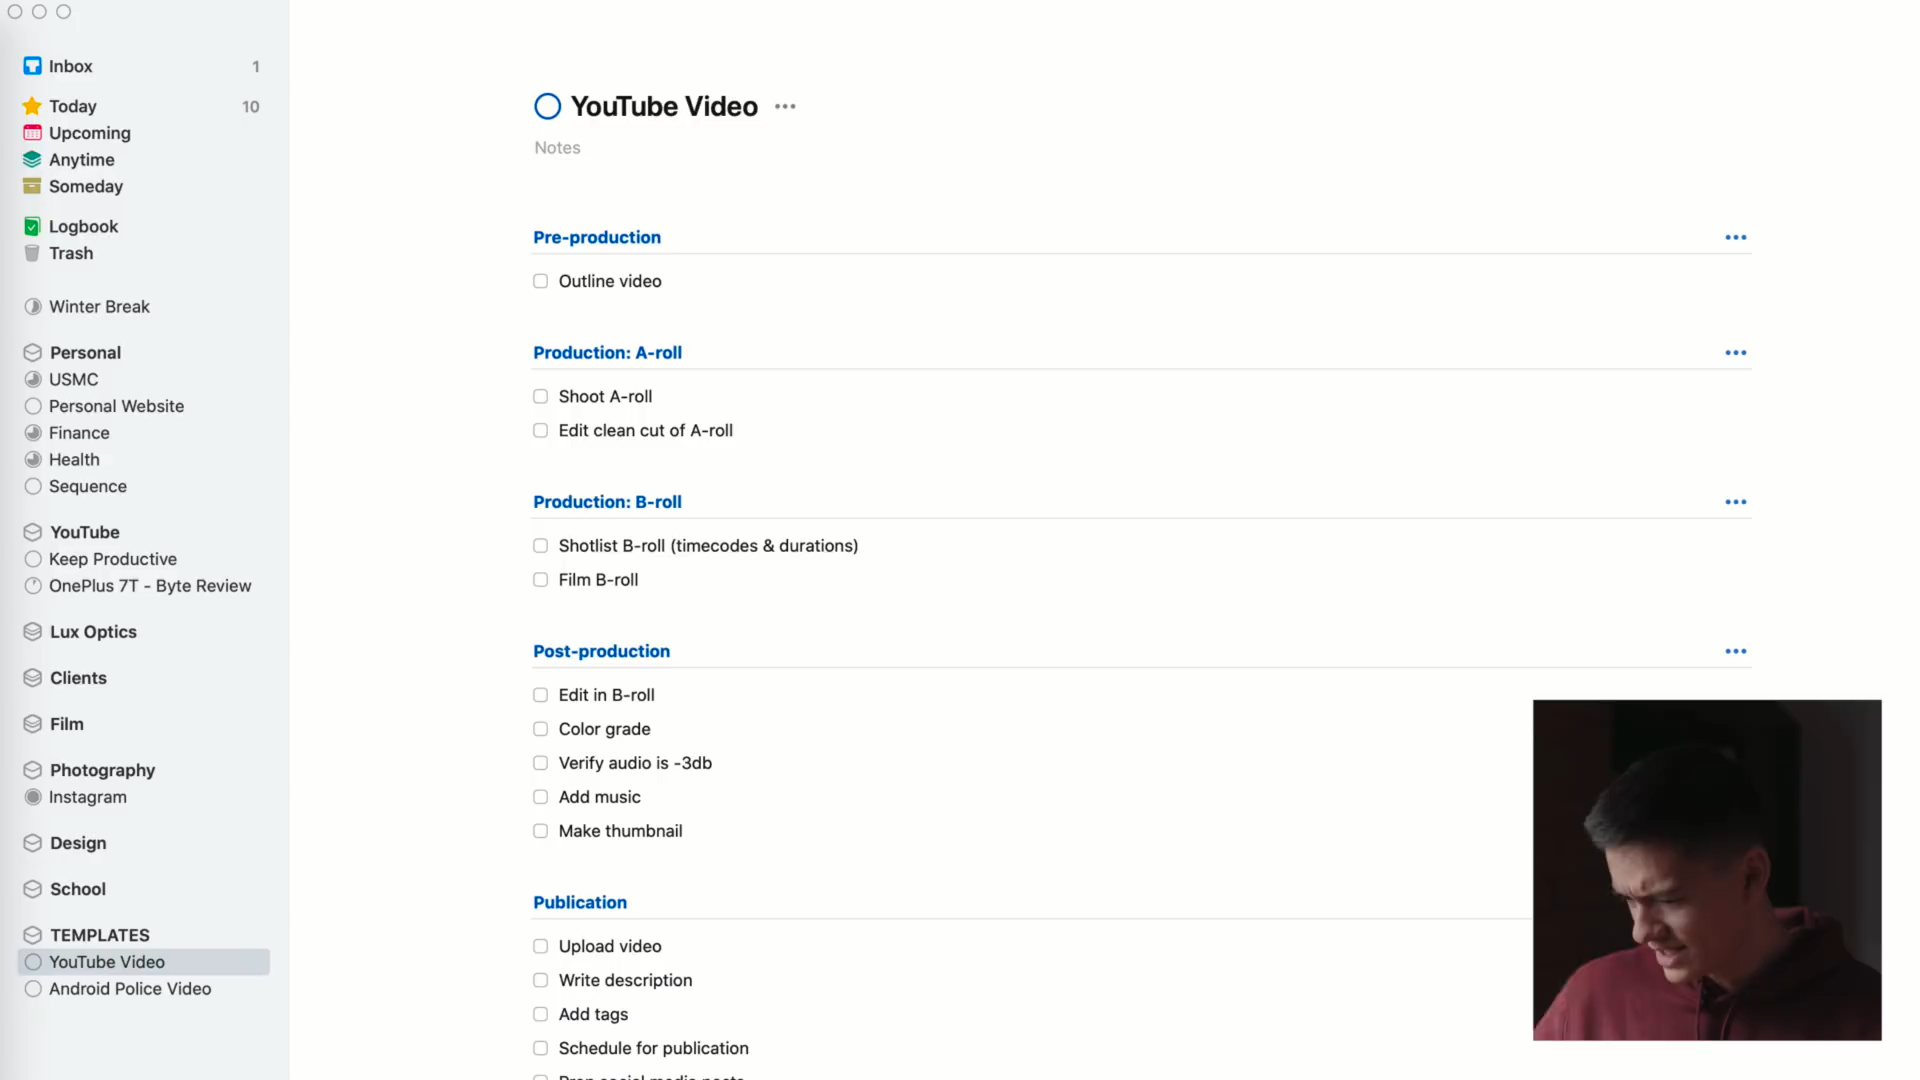 Inbox 1
Today 10
Upcoming
Anytime
Someday
Logbook
Trash
Winter Break
Personal
USMC
Personal Website
Finance
Health
Sequence
YouTube
Keep Productive
OnePlus 7T - Byte Review
Lux Optics
Clients
Film
Photography
Instagram
Design
School
TEMPLATES
YouTube Video
Android Police Video
YouTube Video
Notes
Pre-production
Outline video
Production: A-roll
Shoot A-roll
Edit clean cut of A-roll
Production: B-roll
Shotlist B-roll (timecodes & durations)
Film B-roll
Post-production
Edit in B-roll
Color grade
Verify audio is -3db
Add music
Make thumbnail
Publication
Upload video
Write description
Add tags
Schedule for publication
Prep social media posts